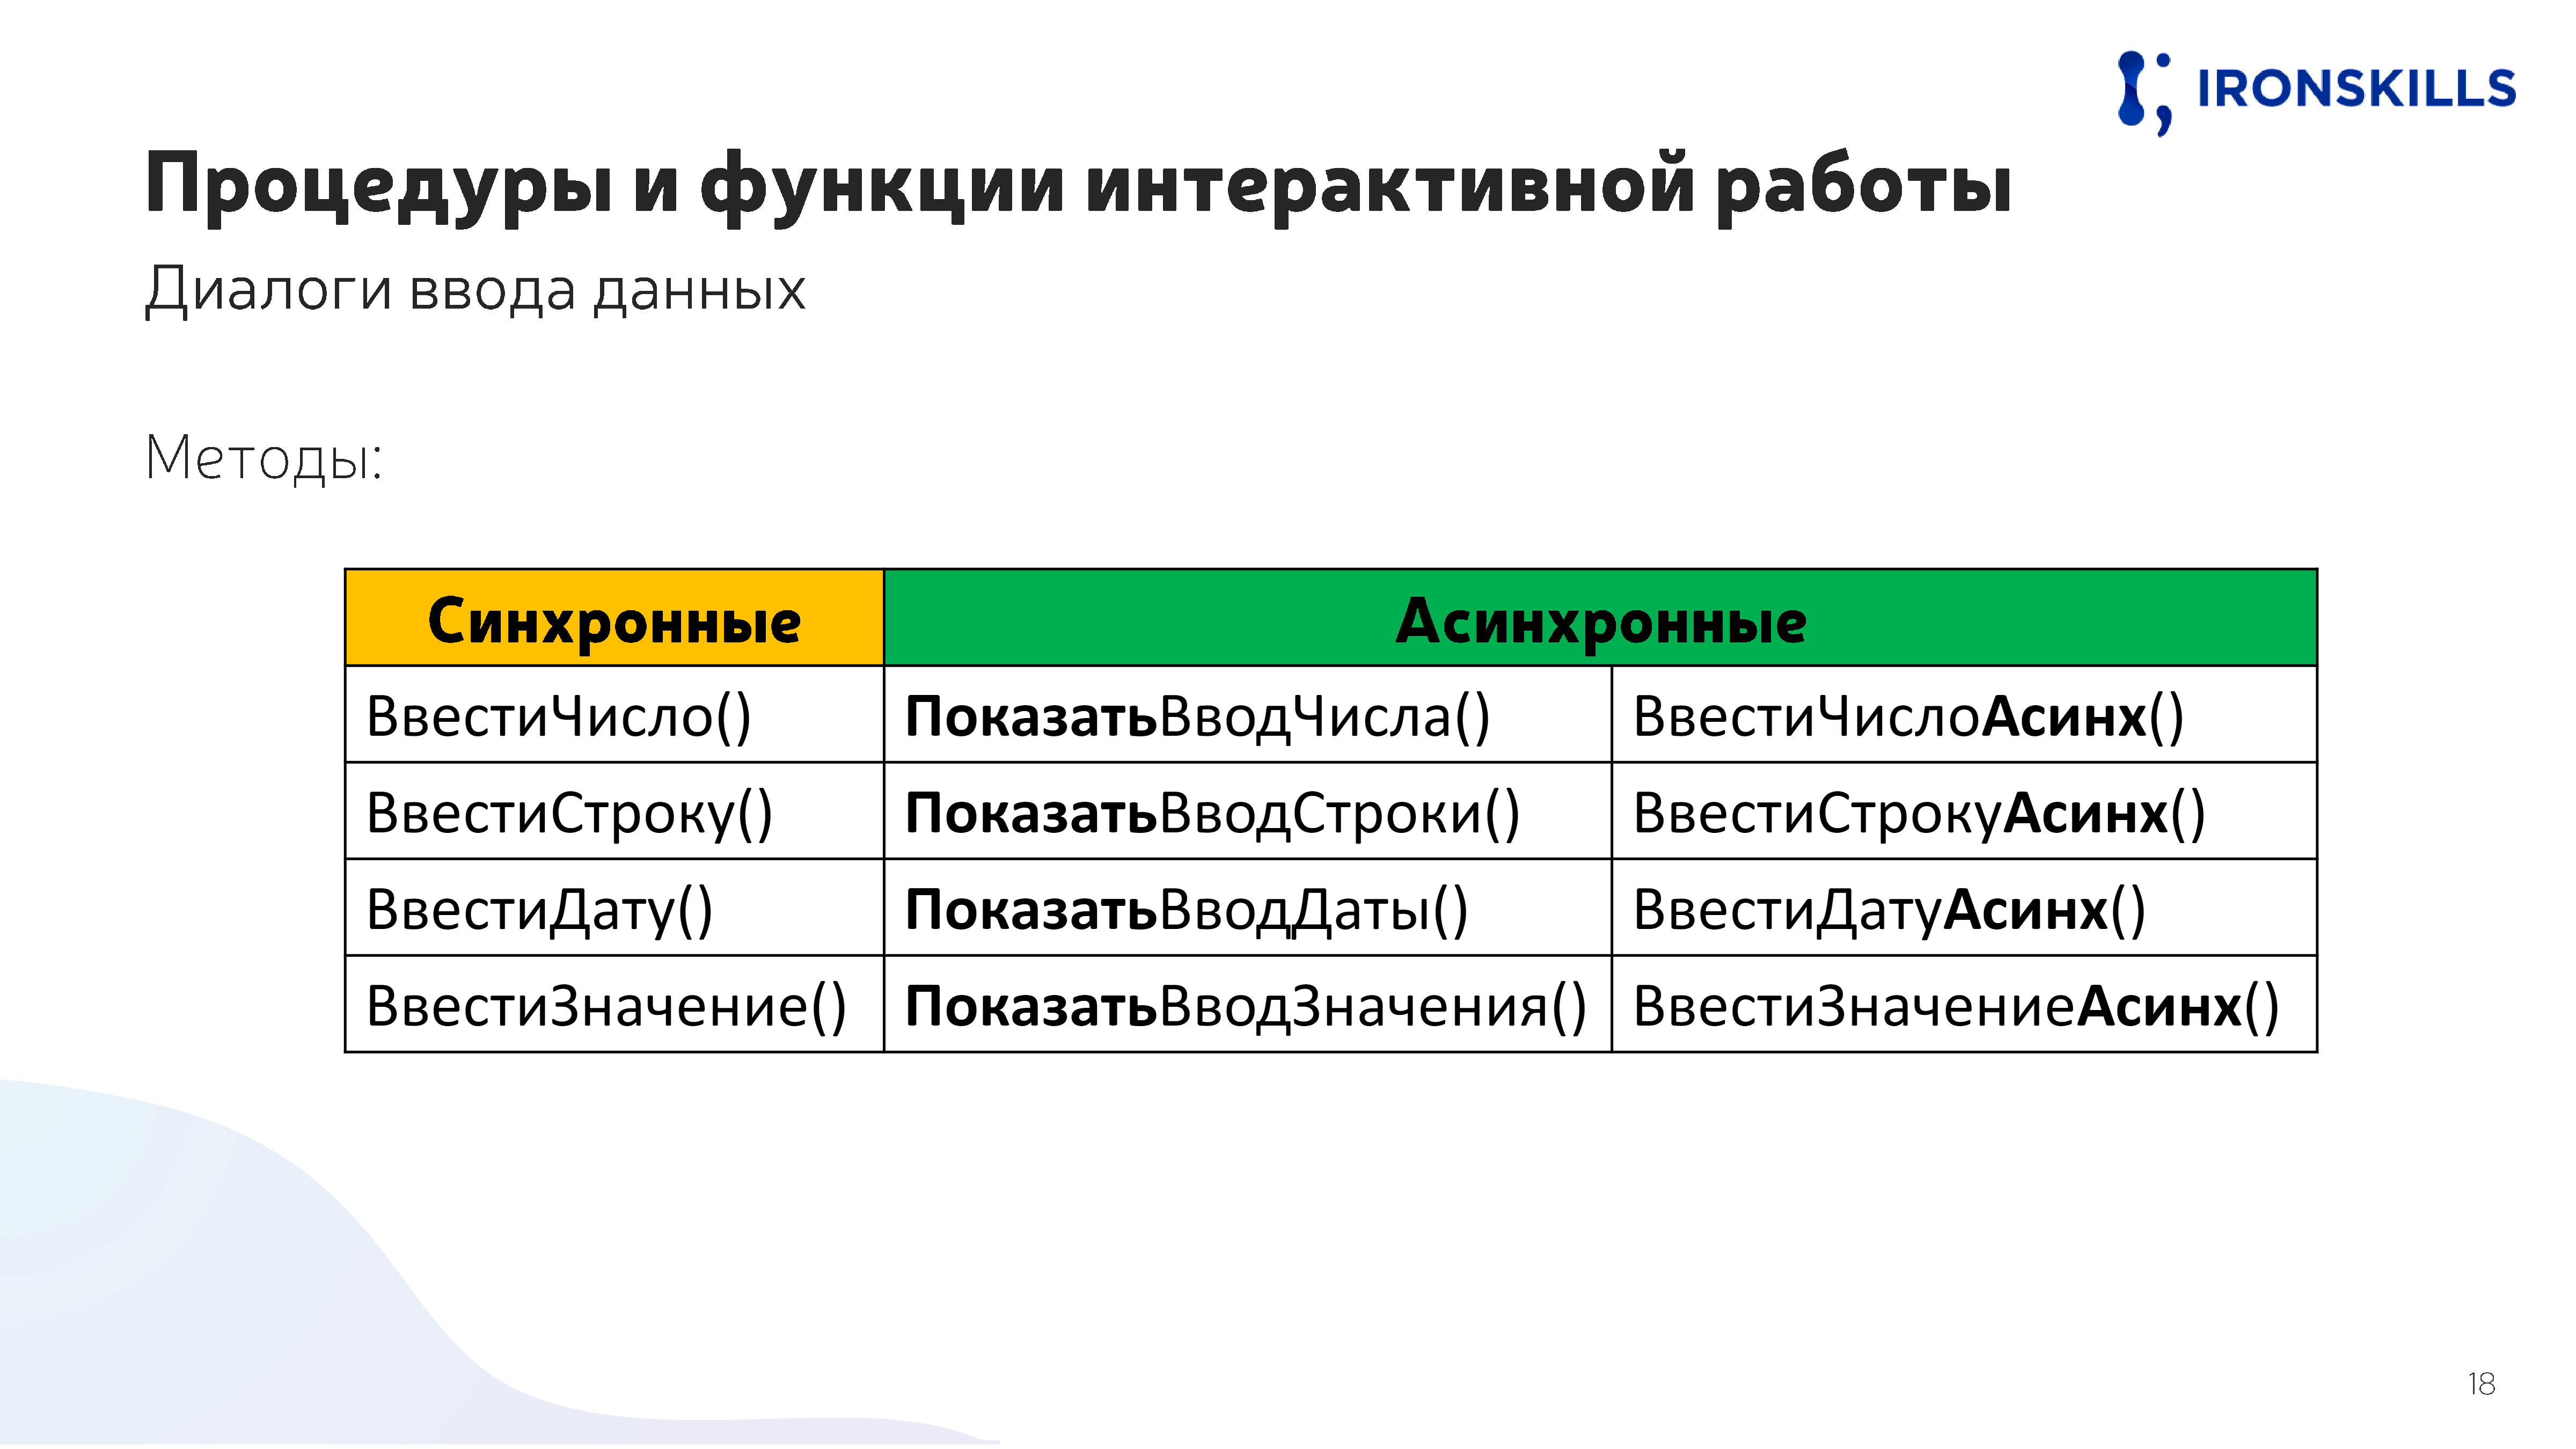 IRONSKILLS
Процедуры и функции интерактивной работы
Диалоги ввода данных
Методы:
Синхронные Асинхронные
ВвестиЧисло() ПоказатьВводЧисла() ВвестиЧислоАсинх()
ВвестиСтроку() ПоказатьВводСтроки() ВвестиСтрокуАсинх()
ВвестиДату() ПоказатьВводДаты() ВвестиДатуАсинх()
ВвестиЗначение() ПоказатьВводЗначения() ВвестиЗначениеАсинх()
18